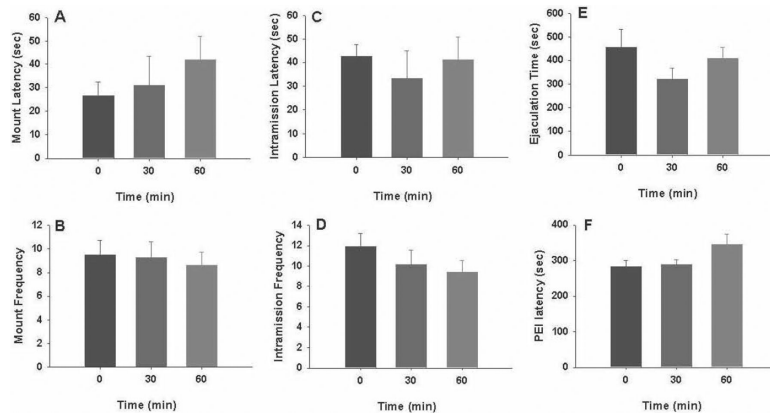 A
Mount Latency (sec)
60
50
40
30
20
10
0
0 30 60
Time (min)
C
Intramission Latency (sec)
60
50
40
30
20
10
0
0 30 60
Time (min)
E
Ejaculation Time (sec)
600
500
400
300
200
100
0
0 30 60
Time (min)
B
Mount Frequency
12
10
8
6
4
2
0
0 30 60
Time (min)
D
Intramission Frequency
14
12
10
8
6
4
2
0
0 30 60
Time (min)
F
PEI latency (sec)
400
300
200
100
0
0 30 60
Time (min)